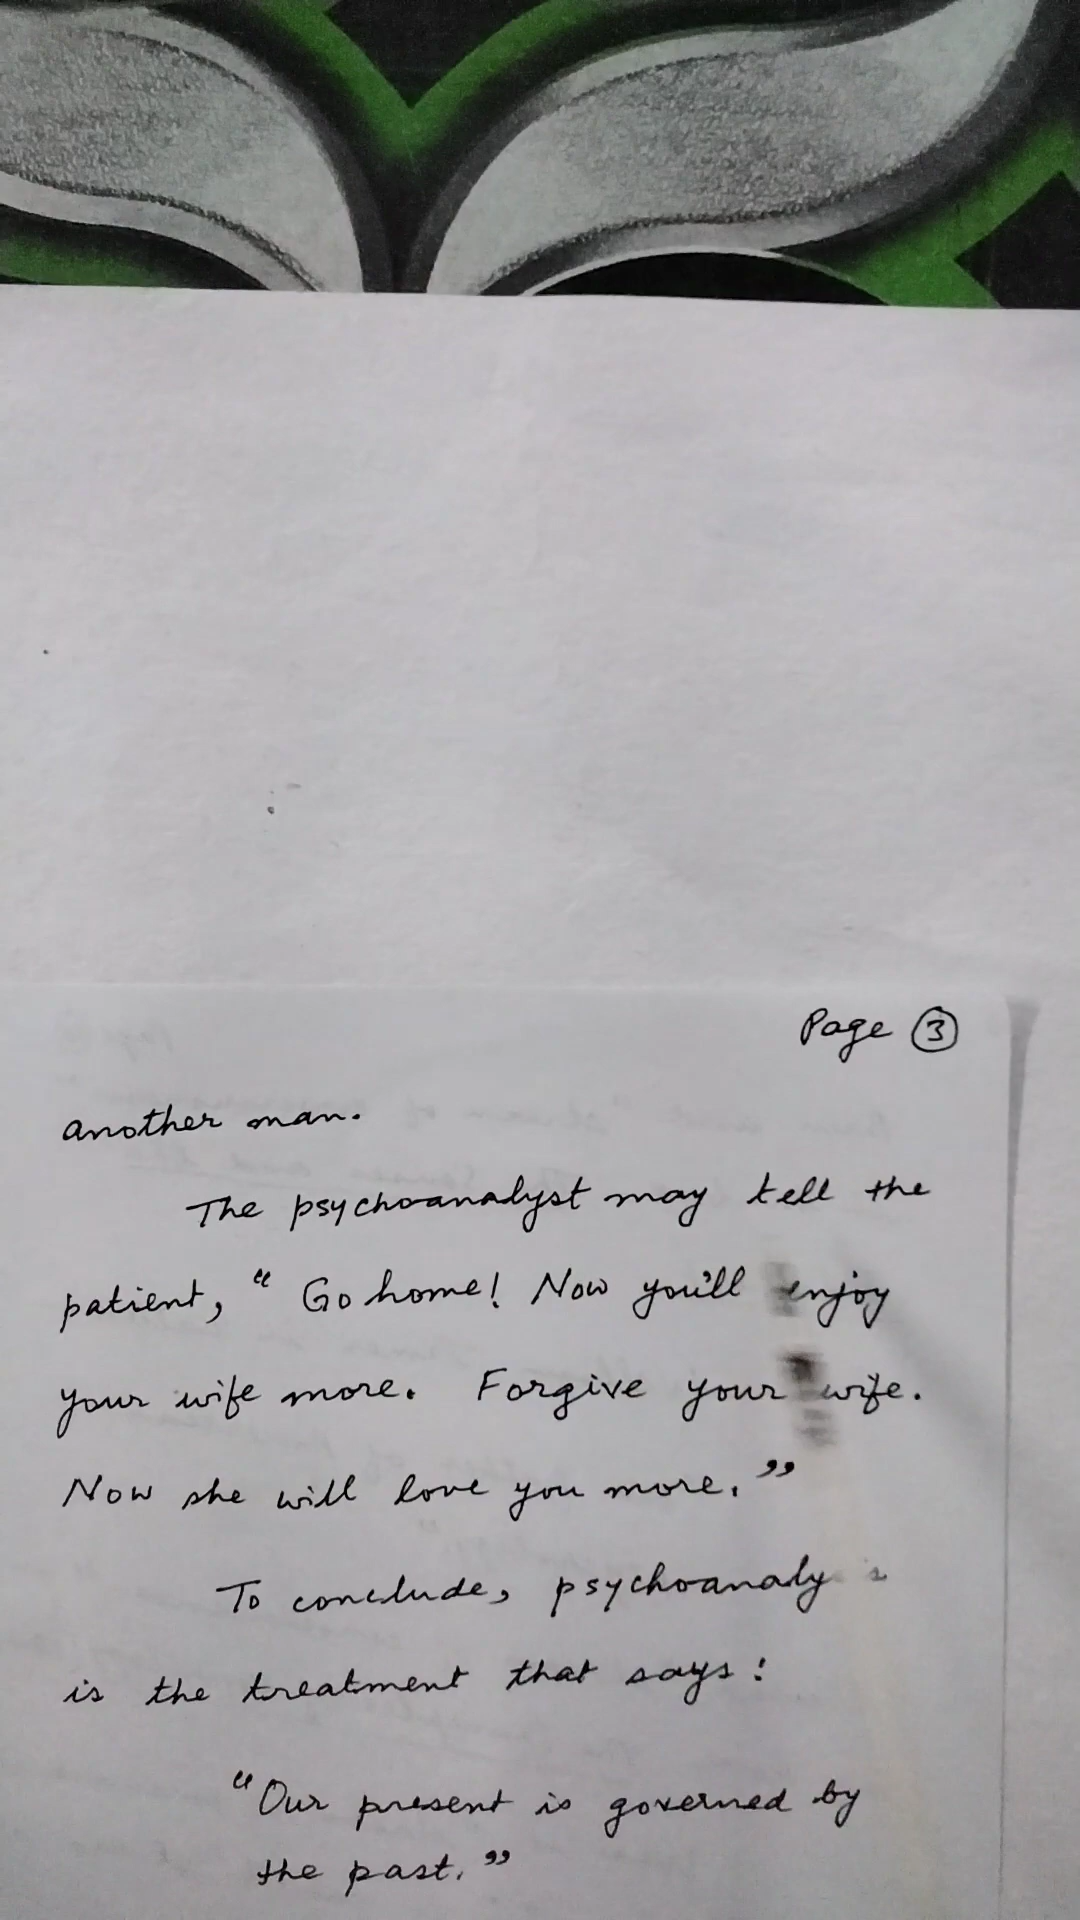 Page 3
another man.
The psychoanalyst may tell the
patient, "Go home! Now you'll enjoy
your wife more. Forgive your wife.
Now she will love you more."
To conclude,
is the treatment that says:
"Our present is governed by
the past."